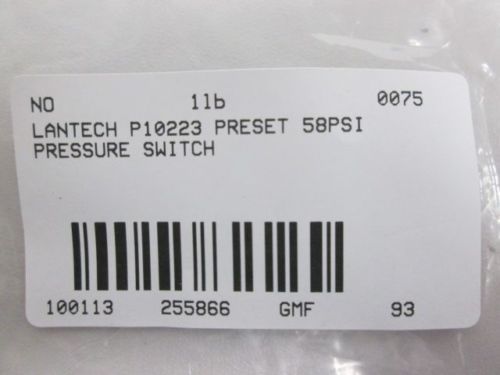 NO 1lb 0075
LANTECH P10223 PRESET 58PSI
PRESSURE SWITCH
100113 255866 GMF 93